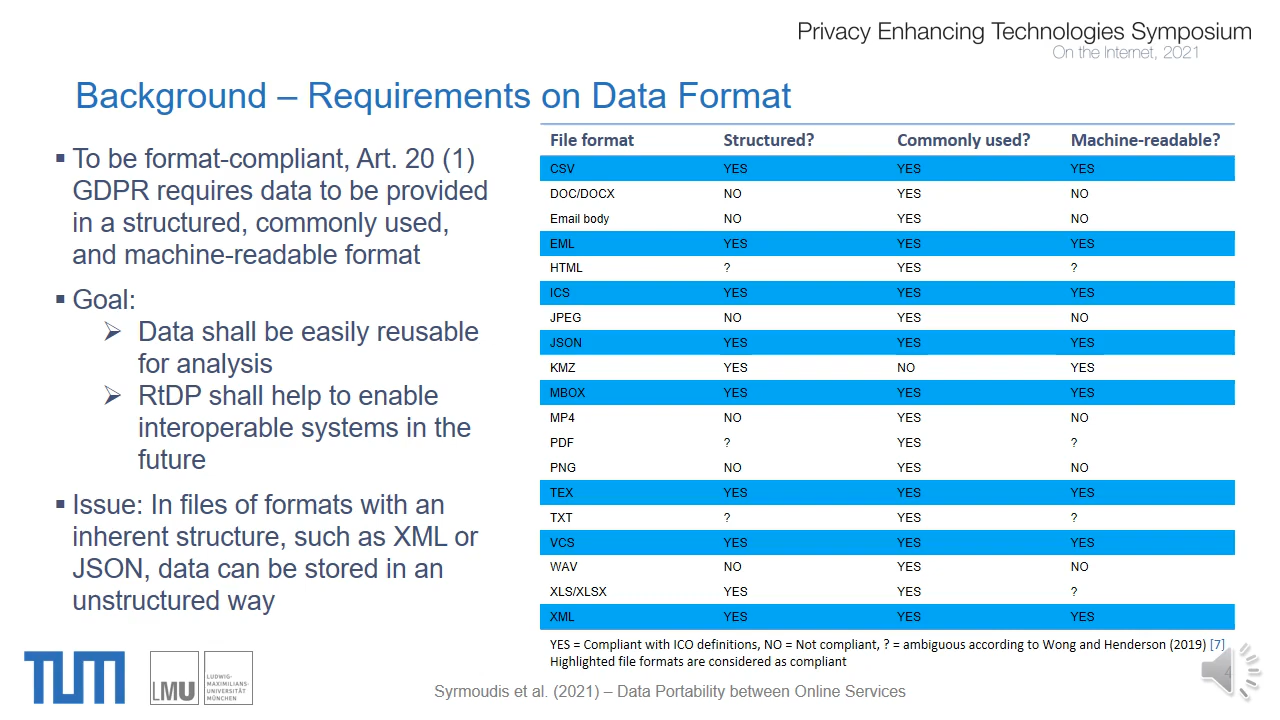 Privacy Enhancing Technologies Symposium
On the Internet, 2021
Background – Requirements on Data Format
▪ To be format-compliant, Art. 20 (1)
GDPR requires data to be provided
in a structured, commonly used,
and machine-readable format
▪ Goal:
➢ Data shall be easily reusable
for analysis
➢ RtDP shall help to enable
interoperable systems in the
future
▪ Issue: In files of formats with an
inherent structure, such as XML or
JSON, data can be stored in an
unstructured way
File format Structured? Commonly used? Machine-readable?
CSV YES YES YES
DOC/DOCX NO YES NO
Email body NO YES NO
EML YES YES YES
HTML ? YES ?
ICS YES YES YES
JPEG NO YES NO
JSON YES YES YES
KMZ YES NO YES
MBOX YES YES YES
MP4 NO YES NO
PDF ? YES ?
PNG NO YES NO
TEX YES YES YES
TXT ? YES ?
VCS YES YES YES
WAV NO YES NO
XLS/XLSX YES YES ?
XML YES YES YES
YES = Compliant with ICO definitions, NO = Not compliant, ? = ambiguous according to Wong and Henderson (2019) [7]
Highlighted file formats are considered as compliant
TUM
LMU
LUDWIG-
MAXIMILIANS-
UNIVERSITÄT
MÜNCHEN
Syrmoudis et al. (2021) – Data Portability between Online Services
4